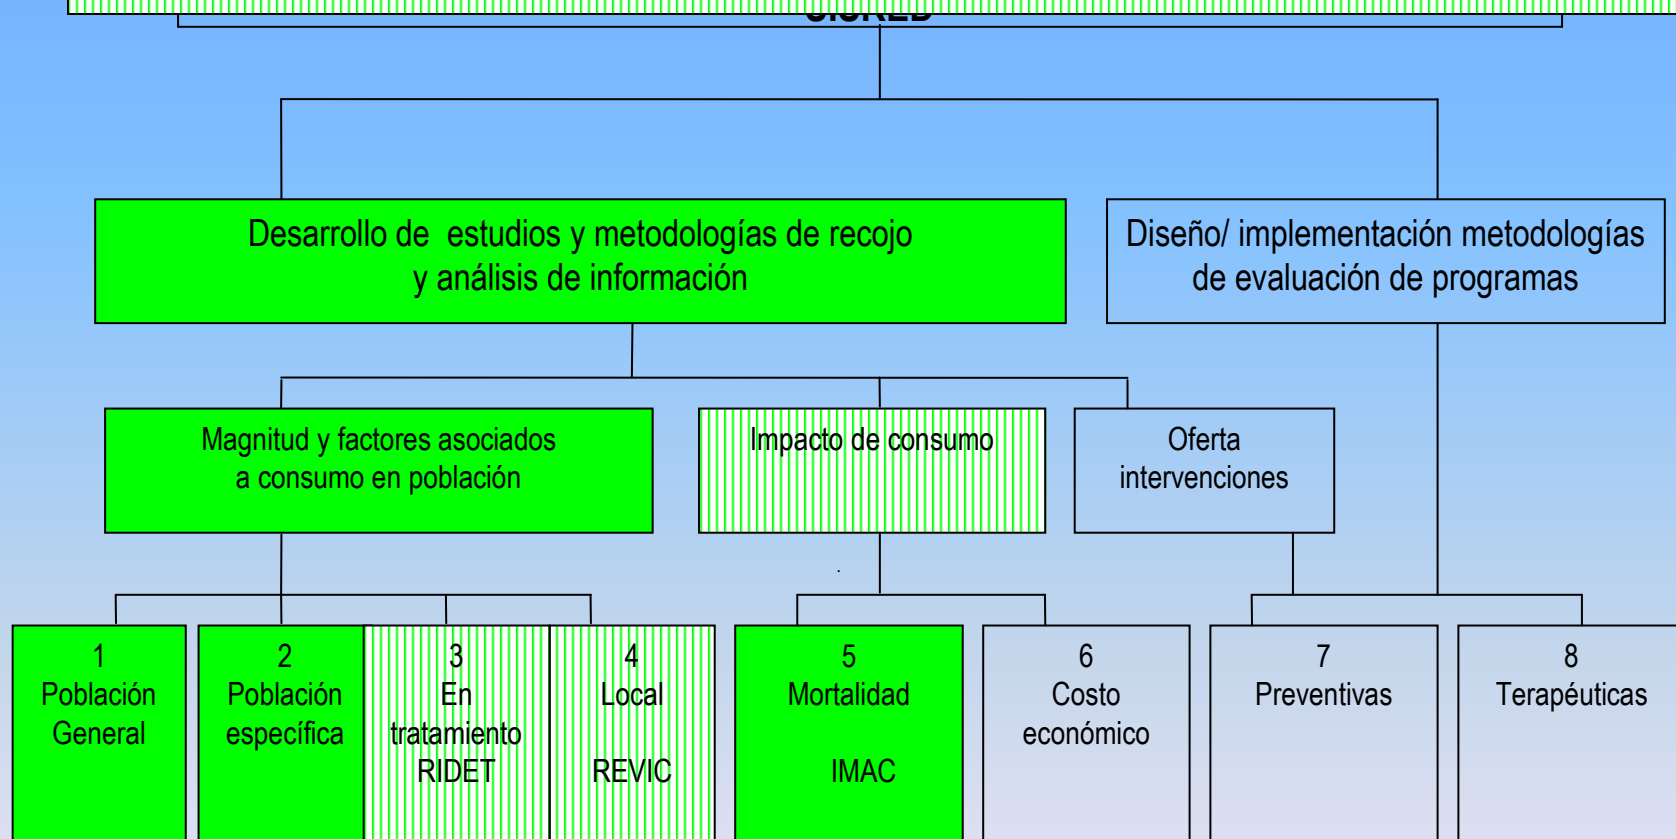 Desarrollo de estudios y metodologías de recojo
y análisis de información
Diseño/ implementación metodologías
de evaluación de programas
Magnitud y factores asociados
a consumo en población
Impacto de consumo
Oferta
intervenciones
1
Población
General
2
Población
específica
3
En
tratamiento
RIDET
4
Local
REVIC
5
Mortalidad
IMAC
6
Costo
económico
7
Preventivas
8
Terapéuticas